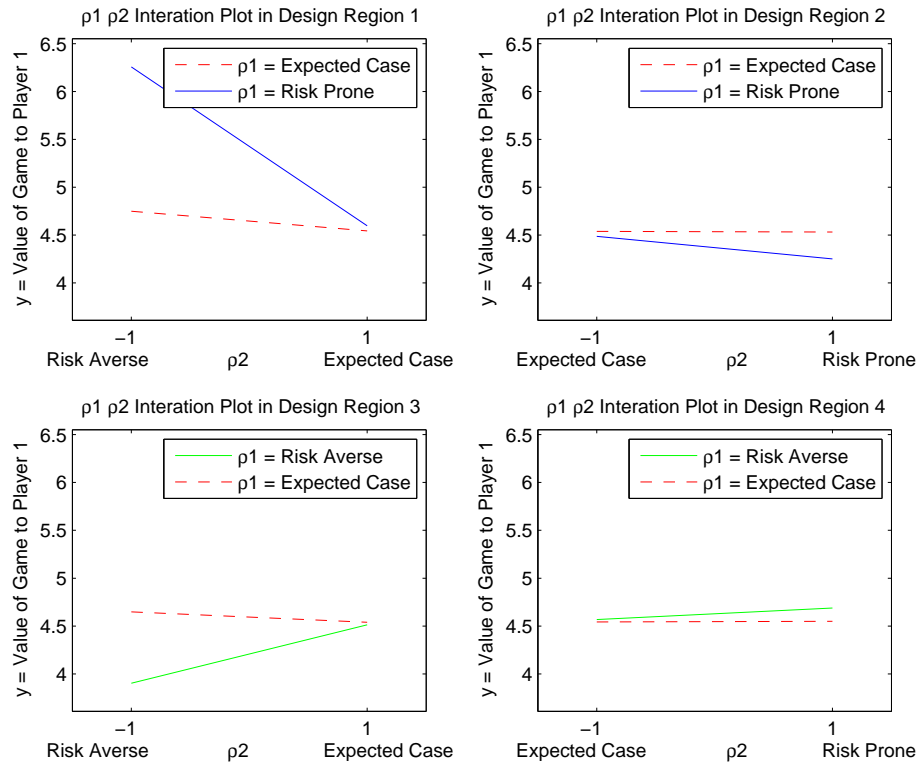 ρ1 ρ2 Interation Plot in Design Region 1
y = Value of Game to Player 1
6.5
6
5.5
5
4.5
4
ρ1 = Expected Case
ρ1 = Risk Prone
−1
1
Risk Averse
ρ2
Expected Case
ρ1 ρ2 Interation Plot in Design Region 2
y = Value of Game to Player 1
6.5
6
5.5
5
4.5
4
ρ1 = Expected Case
ρ1 = Risk Prone
−1
1
Expected Case
ρ2
Risk Prone
ρ1 ρ2 Interation Plot in Design Region 3
y = Value of Game to Player 1
6.5
6
5.5
5
4.5
4
ρ1 = Risk Averse
ρ1 = Expected Case
−1
1
Risk Averse
ρ2
Expected Case
ρ1 ρ2 Interation Plot in Design Region 4
y = Value of Game to Player 1
6.5
6
5.5
5
4.5
4
ρ1 = Risk Averse
ρ1 = Expected Case
−1
1
Expected Case
ρ2
Risk Prone